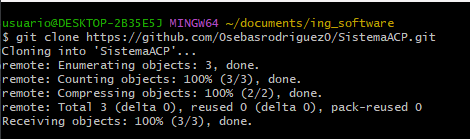 usuario@DESKTOP-2B35E5J MINGW64 ~/documents/ing_software
$ git clone https://github.com/0sebasrodriguez0/SistemaACP.git
Cloning into 'SistemaACP'...
remote: Enumerating objects: 3, done.
remote: Counting objects: 100% (3/3), done.
remote: Compressing objects: 100% (2/2), done.
remote: Total 3 (delta 0), reused 0 (delta 0), pack-reused 0
Receiving objects: 100% (3/3), done.